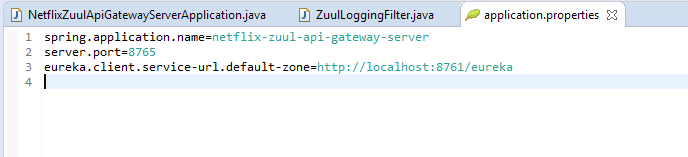 NetflixZuulApiGatewayServerApplication.java ZuulLoggingFilter.java application.properties
1 spring.application.name=netflix-zuul-api-gateway-server
2 server.port=8765
3 eureka.client.service-url.default-zone=http://localhost:8761/eureka
4